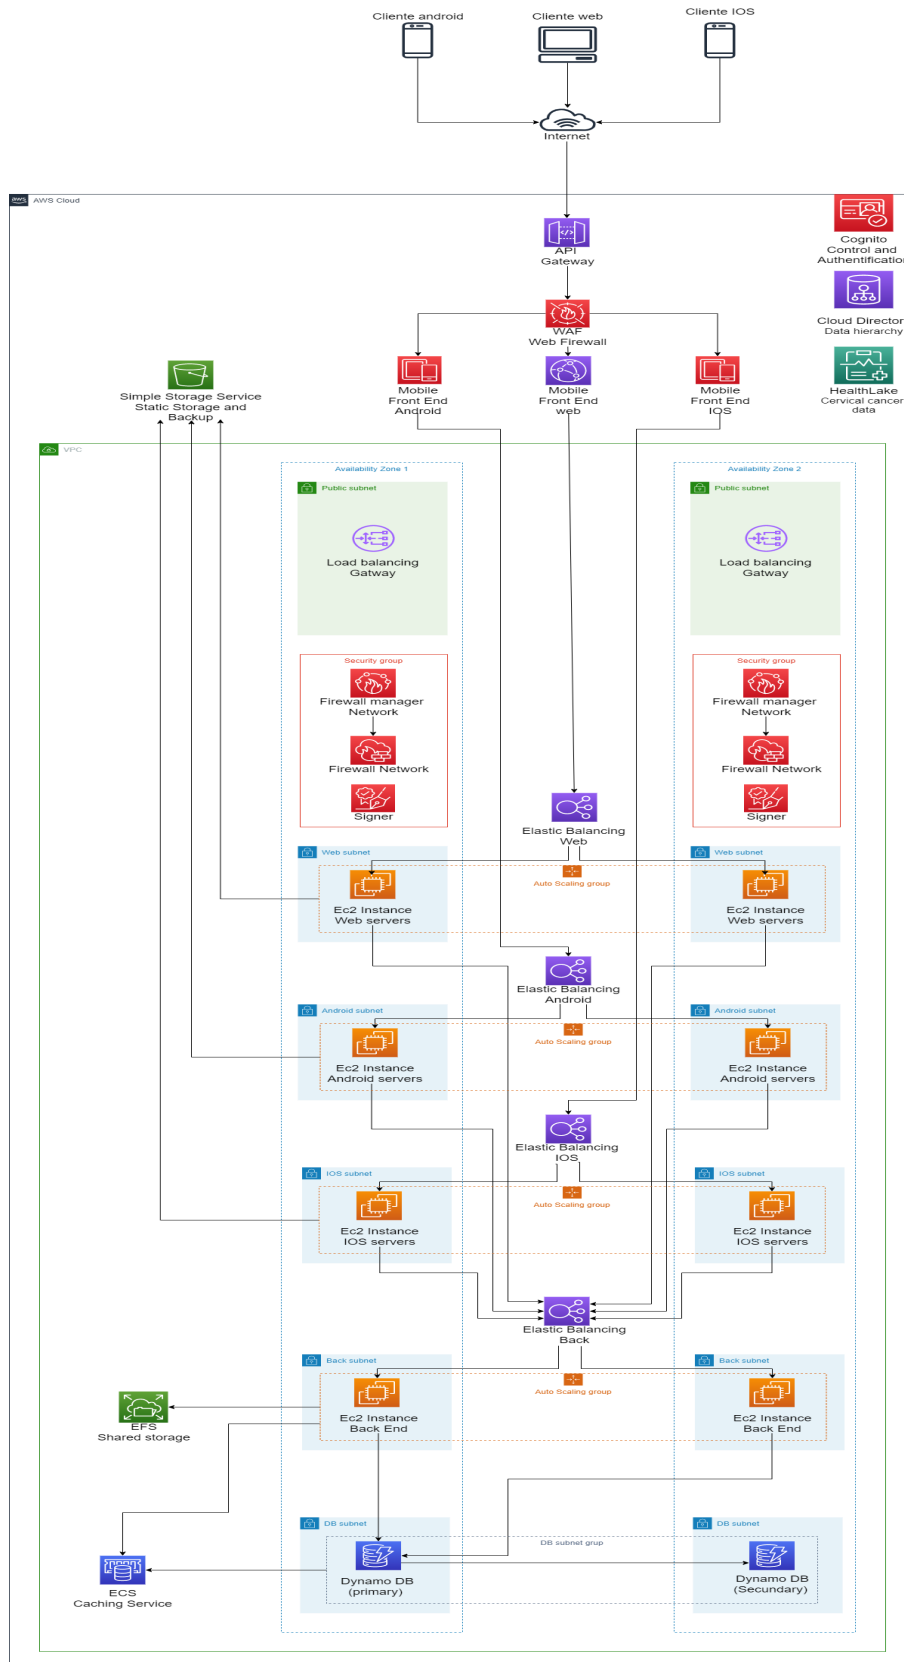 Cliente android
Cliente web
Cliente IOS
Internet
aws
AWS Cloud
API
Gateway
Cognito
Control and
Authentification
WAF
Web Firewall
Cloud Director
Data hierarchy
Simple Storage Service
Static Storage and
Backup
Mobile
Front End
Android
Mobile
Front End
web
Mobile
Front End
IOS
HealthLake
Cervical cancer
data
VPC
Availability Zone 1
Availability Zone 2
Public subnet
Public subnet
Load balancing
Gatway
Load balancing
Gatway
Security group
Security group
Firewall manager
Network
Firewall manager
Network
Firewall Network
Firewall Network
Signer
Signer
Elastic Balancing
Web
Web subnet
Web subnet
Auto Scaling group
Ec2 Instance
Web servers
Ec2 Instance
Web servers
Elastic Balancing
Android
Android subnet
Android subnet
Auto Scaling group
Ec2 Instance
Android servers
Ec2 Instance
Android servers
Elastic Balancing
IOS
IOS subnet
IOS subnet
Auto Scaling group
Ec2 Instance
IOS servers
Ec2 Instance
IOS servers
Elastic Balancing
Back
Back subnet
Back subnet
Auto Scaling group
Ec2 Instance
Back End
Ec2 Instance
Back End
EFS
Shared storage
DB subnet
DB subnet
DB subnet grup
Dynamo DB
(primary)
Dynamo DB
(Secundary)
ECS
Caching Service